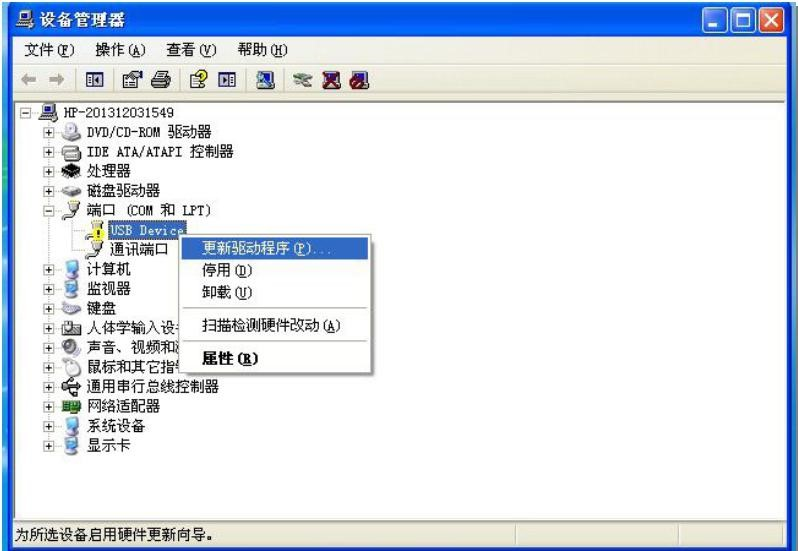 设备管理器
文件(F) 操作(A) 查看(V) 帮助(H)
HP-201312031549
DVD/CD-ROM 驱动器
IDE ATA/ATAPI 控制器
处理器
磁盘驱动器
端口 (COM 和 LPT)
USB Device
通讯端口
更新驱动程序(P)...
停用(D)
卸载(U)
扫描检测硬件改动(A)
属性(R)
计算机
监视器
键盘
人体学输入设
声音、视频和
鼠标和其它指
通用串行总线控制器
网络适配器
系统设备
显示卡
为所选设备启用硬件更新向导。